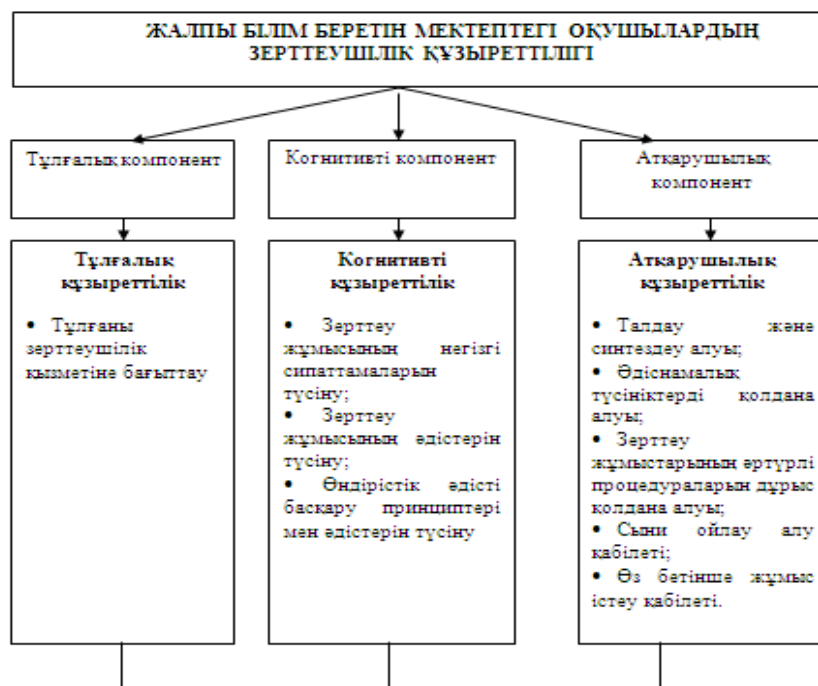 ЖАЛПЫ БІЛІМ БЕРЕТІН МЕКТЕПТЕГІ ОҚУШЫЛАРДЫҢ
ЗЕРТТЕУШІЛІК ҚҰЗЫРЕТТІЛІГІ
Тұлғалық компонент
Когнитивті компонент
Атқарушылық
компонент
Тұлғалық
құзыреттілік
• Тұлғаны
зерттеушілік
қызметіне бағыттау
Когнитивті
құзыреттілік
• Зерттеу
жұмысының негізгі
сипаттамаларын
түсіну;
• Зерттеу
жұмысының әдістерін
түсіну;
• Өндірістік әдісті
басқару принциптері
мен әдістерін түсіну
Атқарушылық
құзыреттілік
• Талдау және
синтездеу алуы;
• Әдіснамалық
түсініктерді қолдана
алуы;
• Зерттеу
жұмыстарының әртүрлі
процедураларын дұрыс
қолдана алуы;
• Сыни ойлау алу
қабілеті;
• Өз бетінше жұмыс
істеу қабілеті.